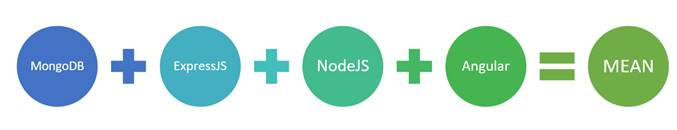 MongoDB + ExpressJS + NodeJS + Angular = MEAN